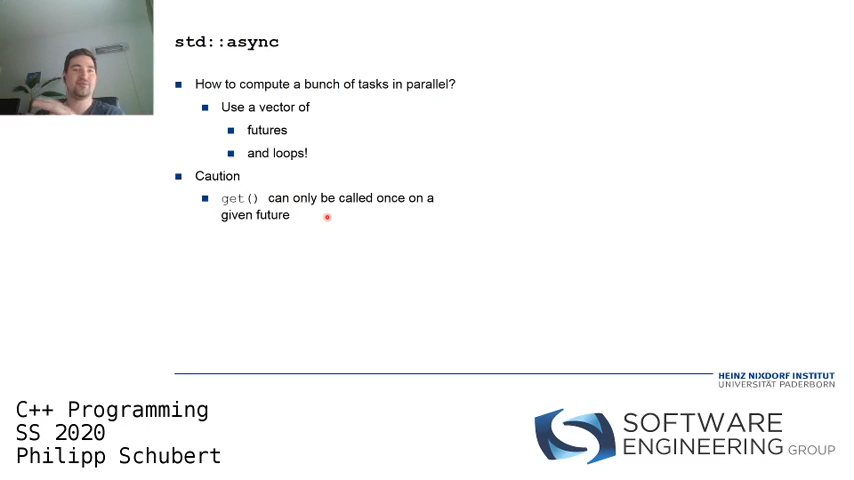 std::async
How to compute a bunch of tasks in parallel?
Use a vector of
futures
and loops!
Caution
get() can only be called once on a
given future
HEINZ NIXDORF INSTITUT
UNIVERSITÄT PADERBORN
C++ Programming
SS 2020
Philipp Schubert
SOFTWARE
ENGINEERING GROUP